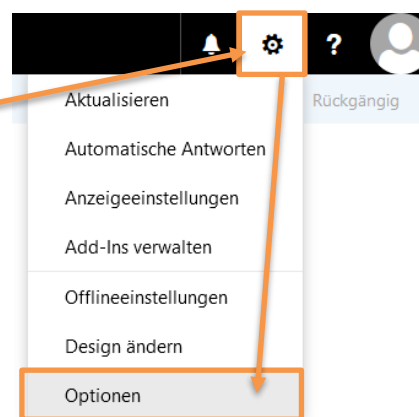 ?
Aktualisieren
Rückgängig
Automatische Antworten
Anzeigeeinstellungen
Add-Ins verwalten
Offlineeinstellungen
Design ändern
Optionen